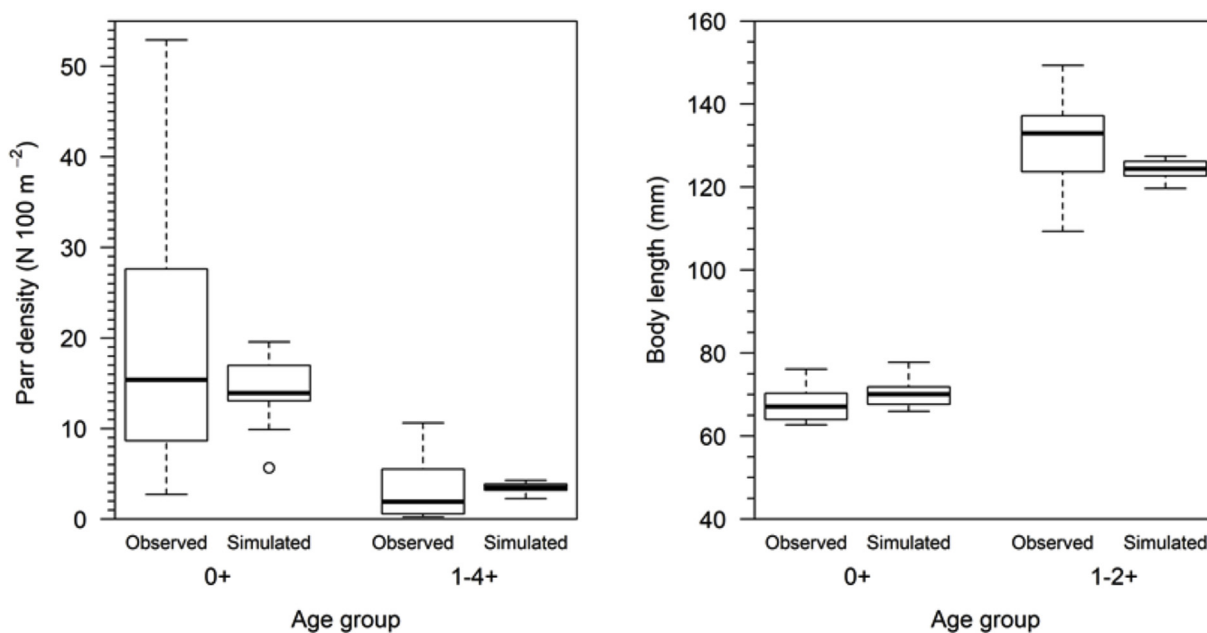 Parr density (N 100 m −2)
50
40
30
20
10
0
Observed Simulated Observed Simulated
0+ 1-4+
Age group
Body length (mm)
160
140
120
100
80
60
40
Observed Simulated Observed Simulated
0+ 1-2+
Age group